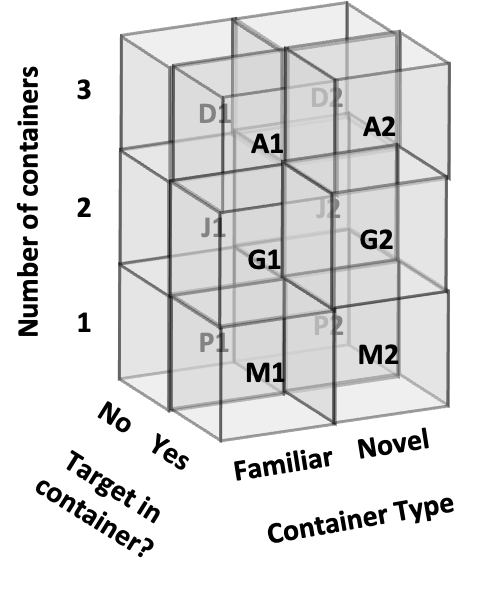 Number of containers
3
D1
D2
A1
A2
2
J1
J2
G1
G2
1
P1
P2
M1
M2
No
Yes
Familiar
Novel
Target in
container?
Container Type